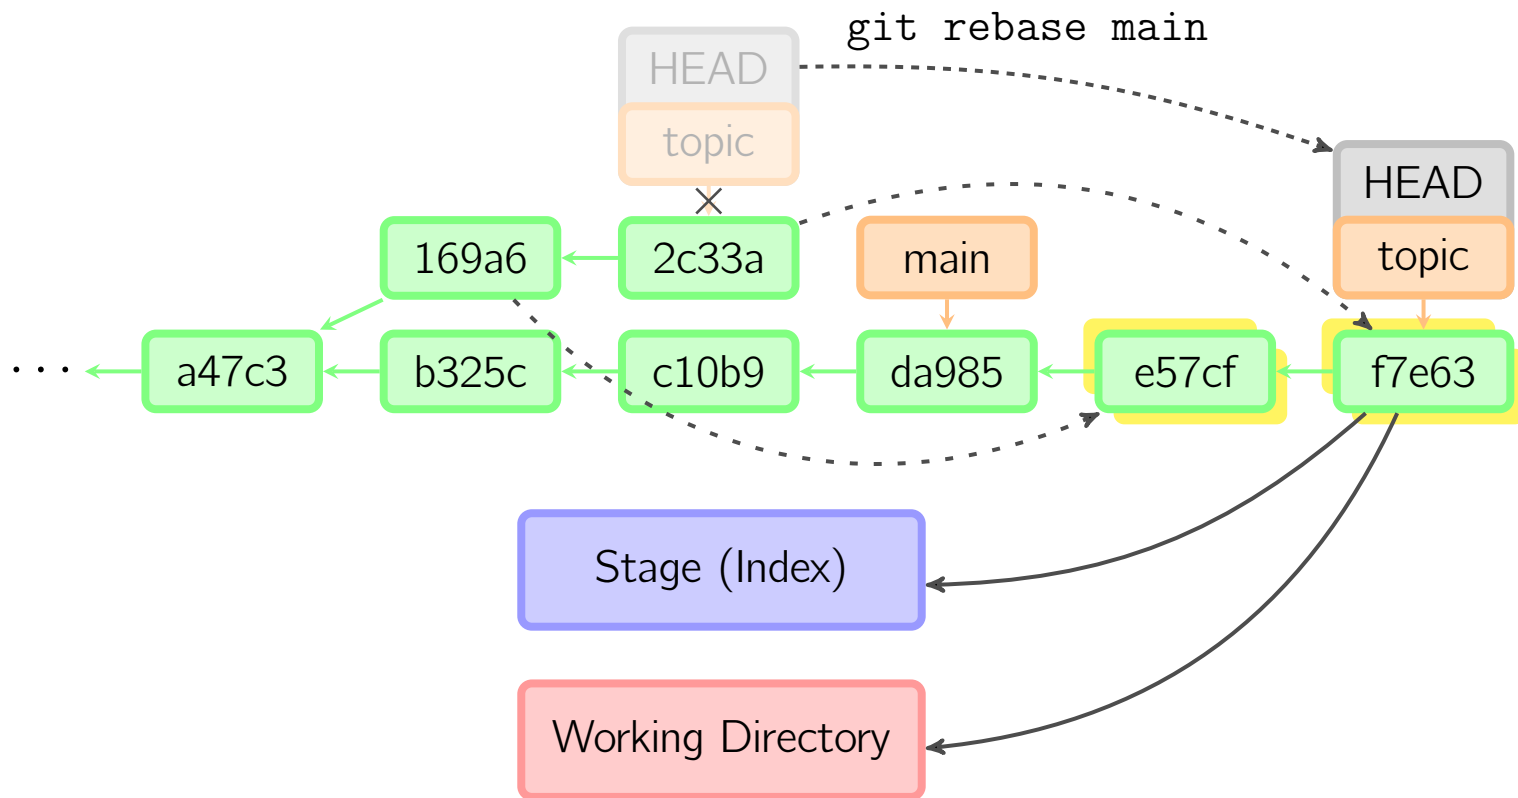 git rebase main
HEAD
topic
HEAD
topic
169a6
2c33a
main
...
a47c3
b325c
c10b9
da985
e57cf
f7e63
Stage (Index)
Working Directory